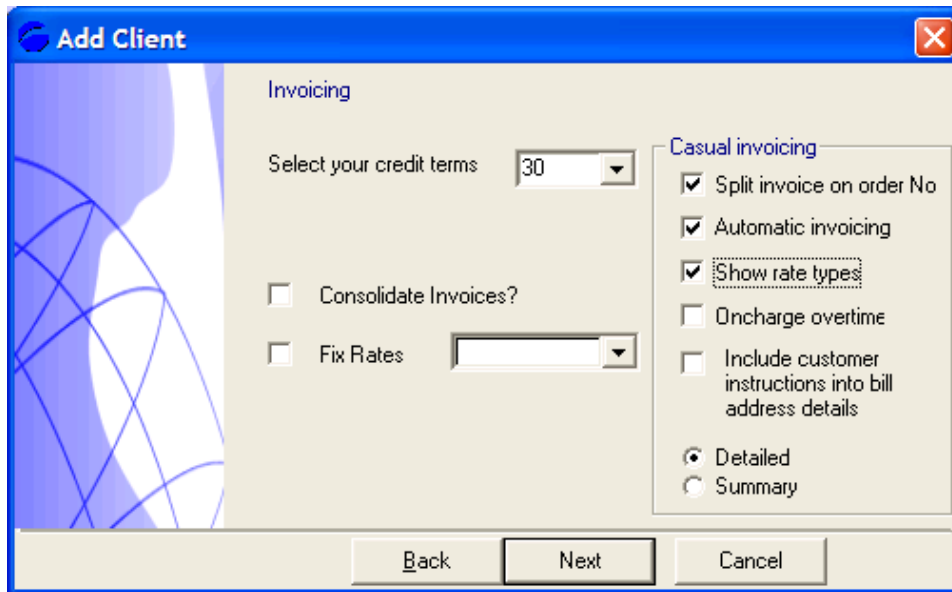 Add Client
Invoicing
Select your credit terms
30
Consolidate Invoices?
Fix Rates
Casual invoicing
Split invoice on order No
Automatic invoicing
Show rate types
Oncharge overtime
Include customer
instructions into bill
address details
Detailed
Summary
Back
Next
Cancel